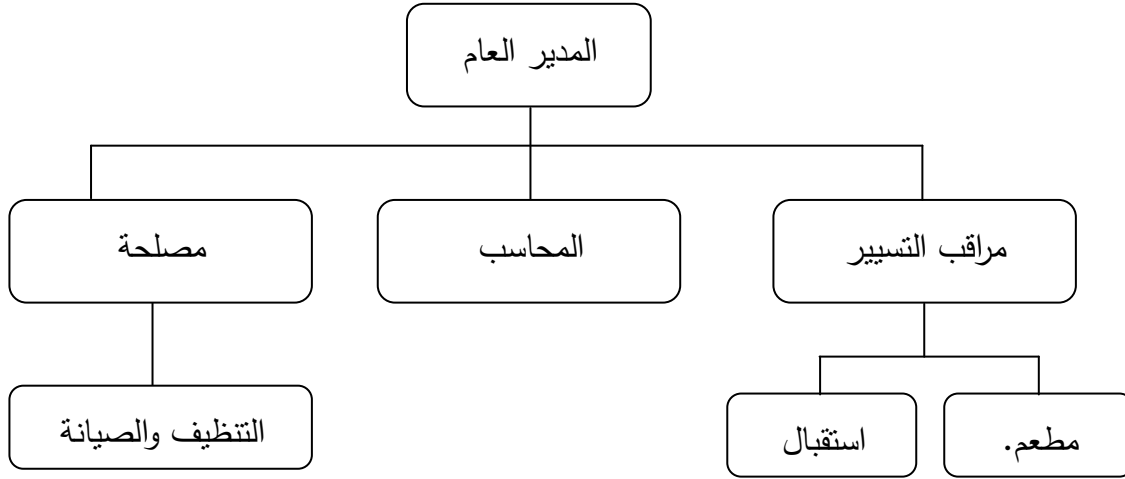 المدير العام
مراقب التسيير
المحاسب
مصلحة
مطعم.
استقبال
التنظيف والصيانة